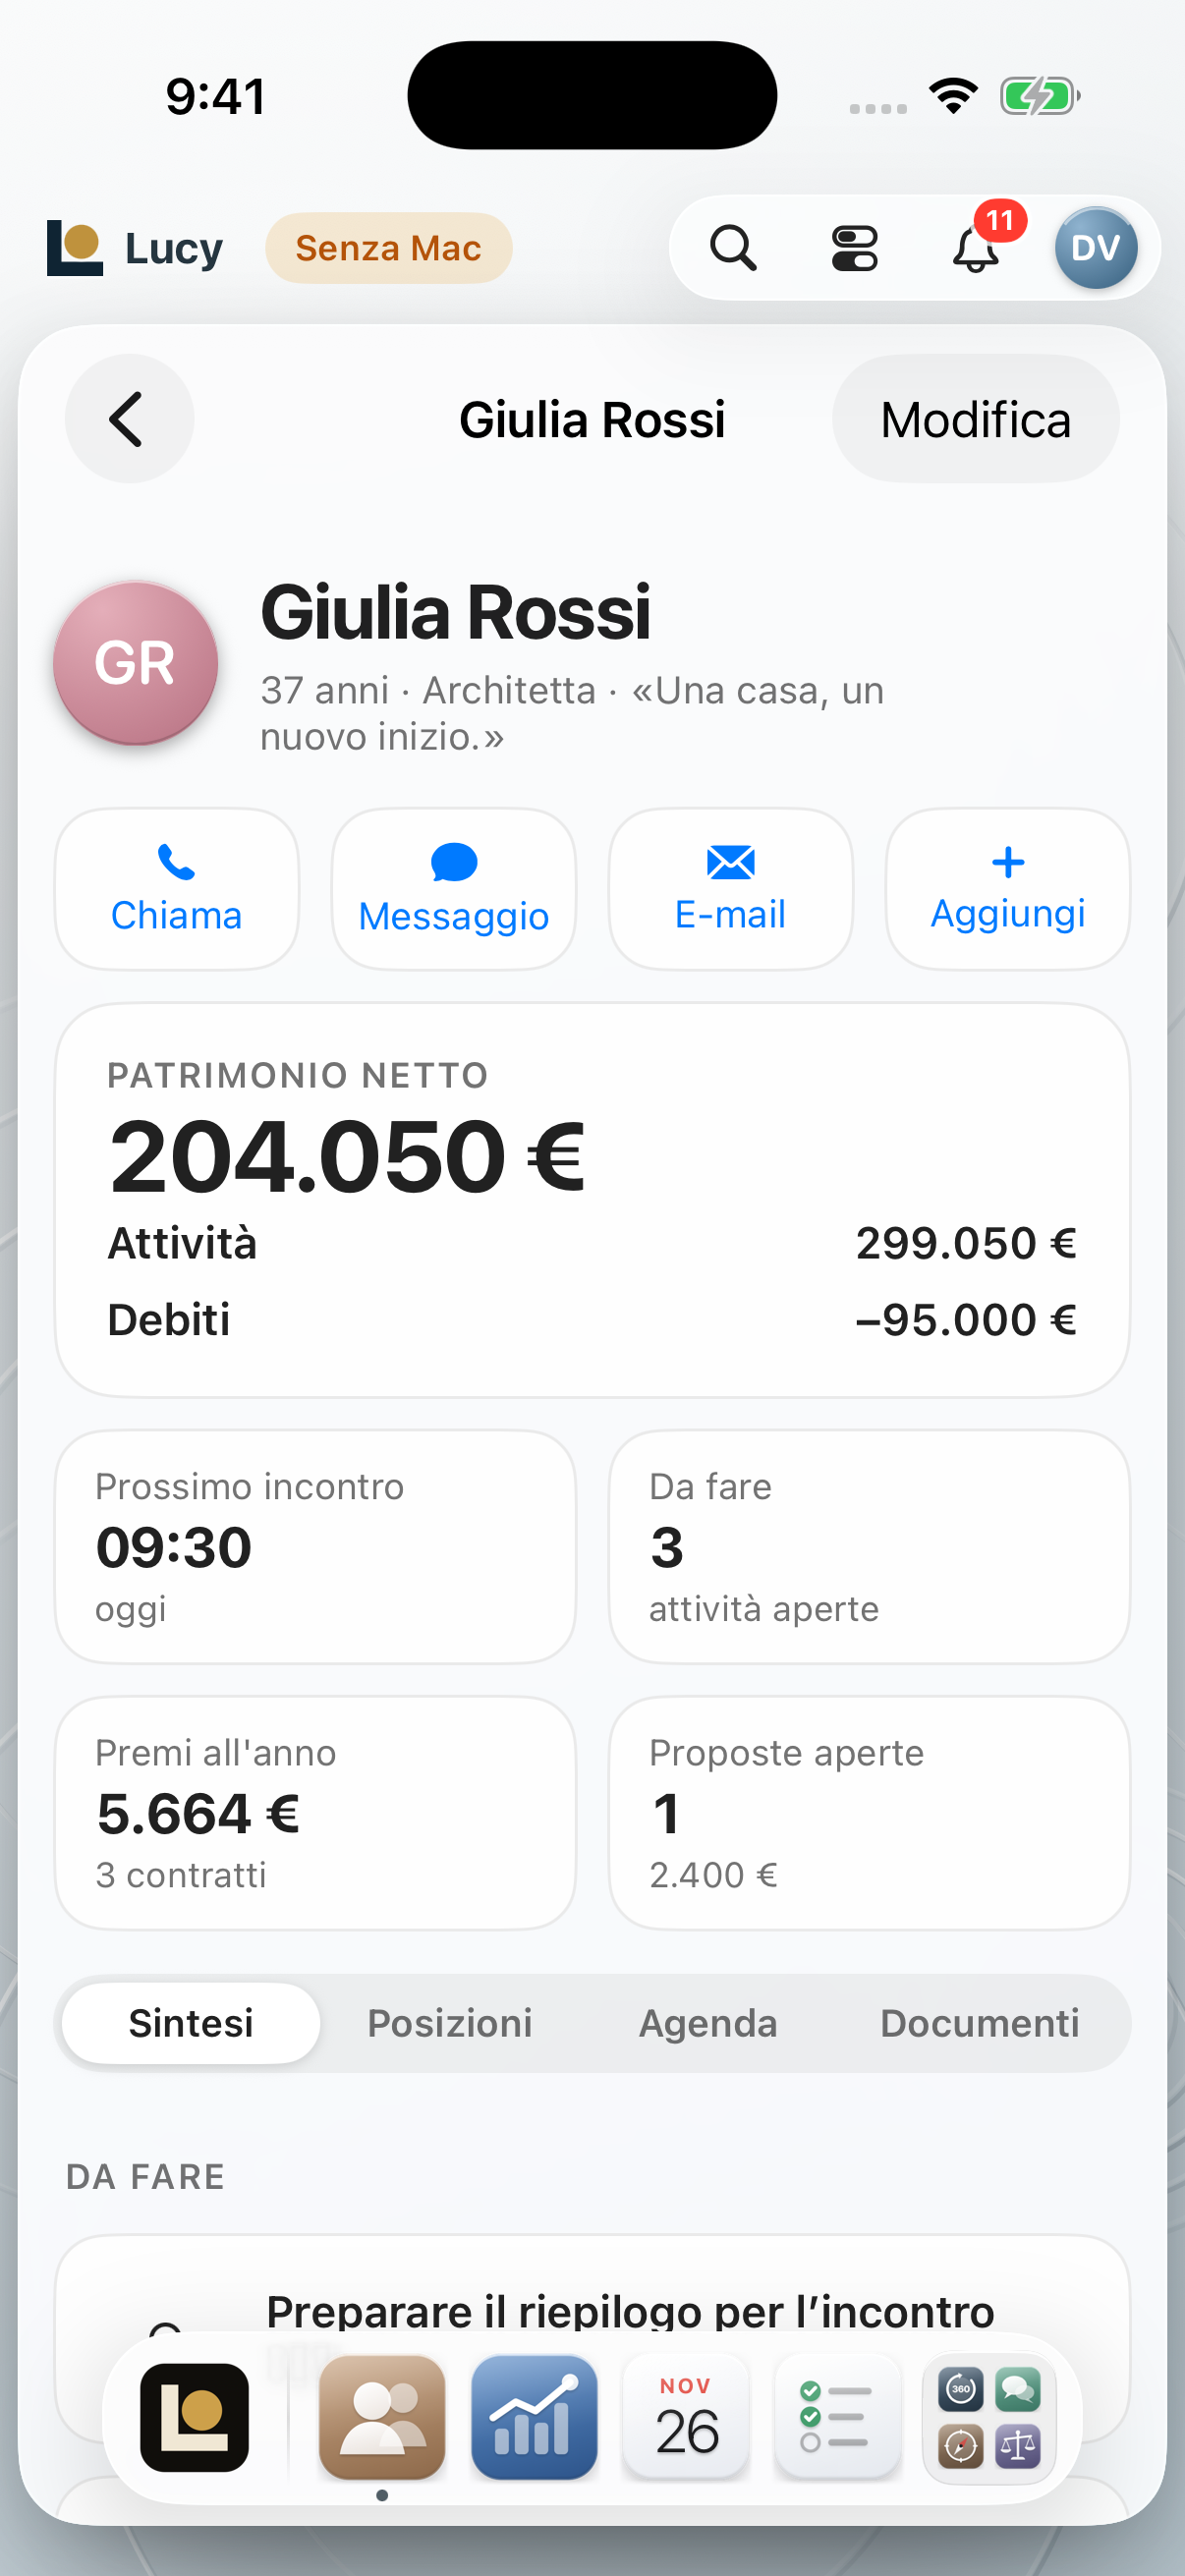 9:41
Lucy
Senza Mac
11
DV
Giulia Rossi
Modifica
GR
Giulia Rossi
37 anni · Architetta · «Una casa, un
nuovo inizio.»
Chiama
Messaggio
E-mail
Aggiungi
PATRIMONIO NETTO
204.050 €
Attività
299.050 €
Debiti
–95.000 €
Prossimo incontro
09:30
oggi
Da fare
3
attività aperte
Premi all'anno
5.664 €
3 contratti
Proposte aperte
1
2.400 €
Sintesi
Posizioni
Agenda
Documenti
DA FARE
Preparare il riepilogo per l’incontro
NOV
26
360